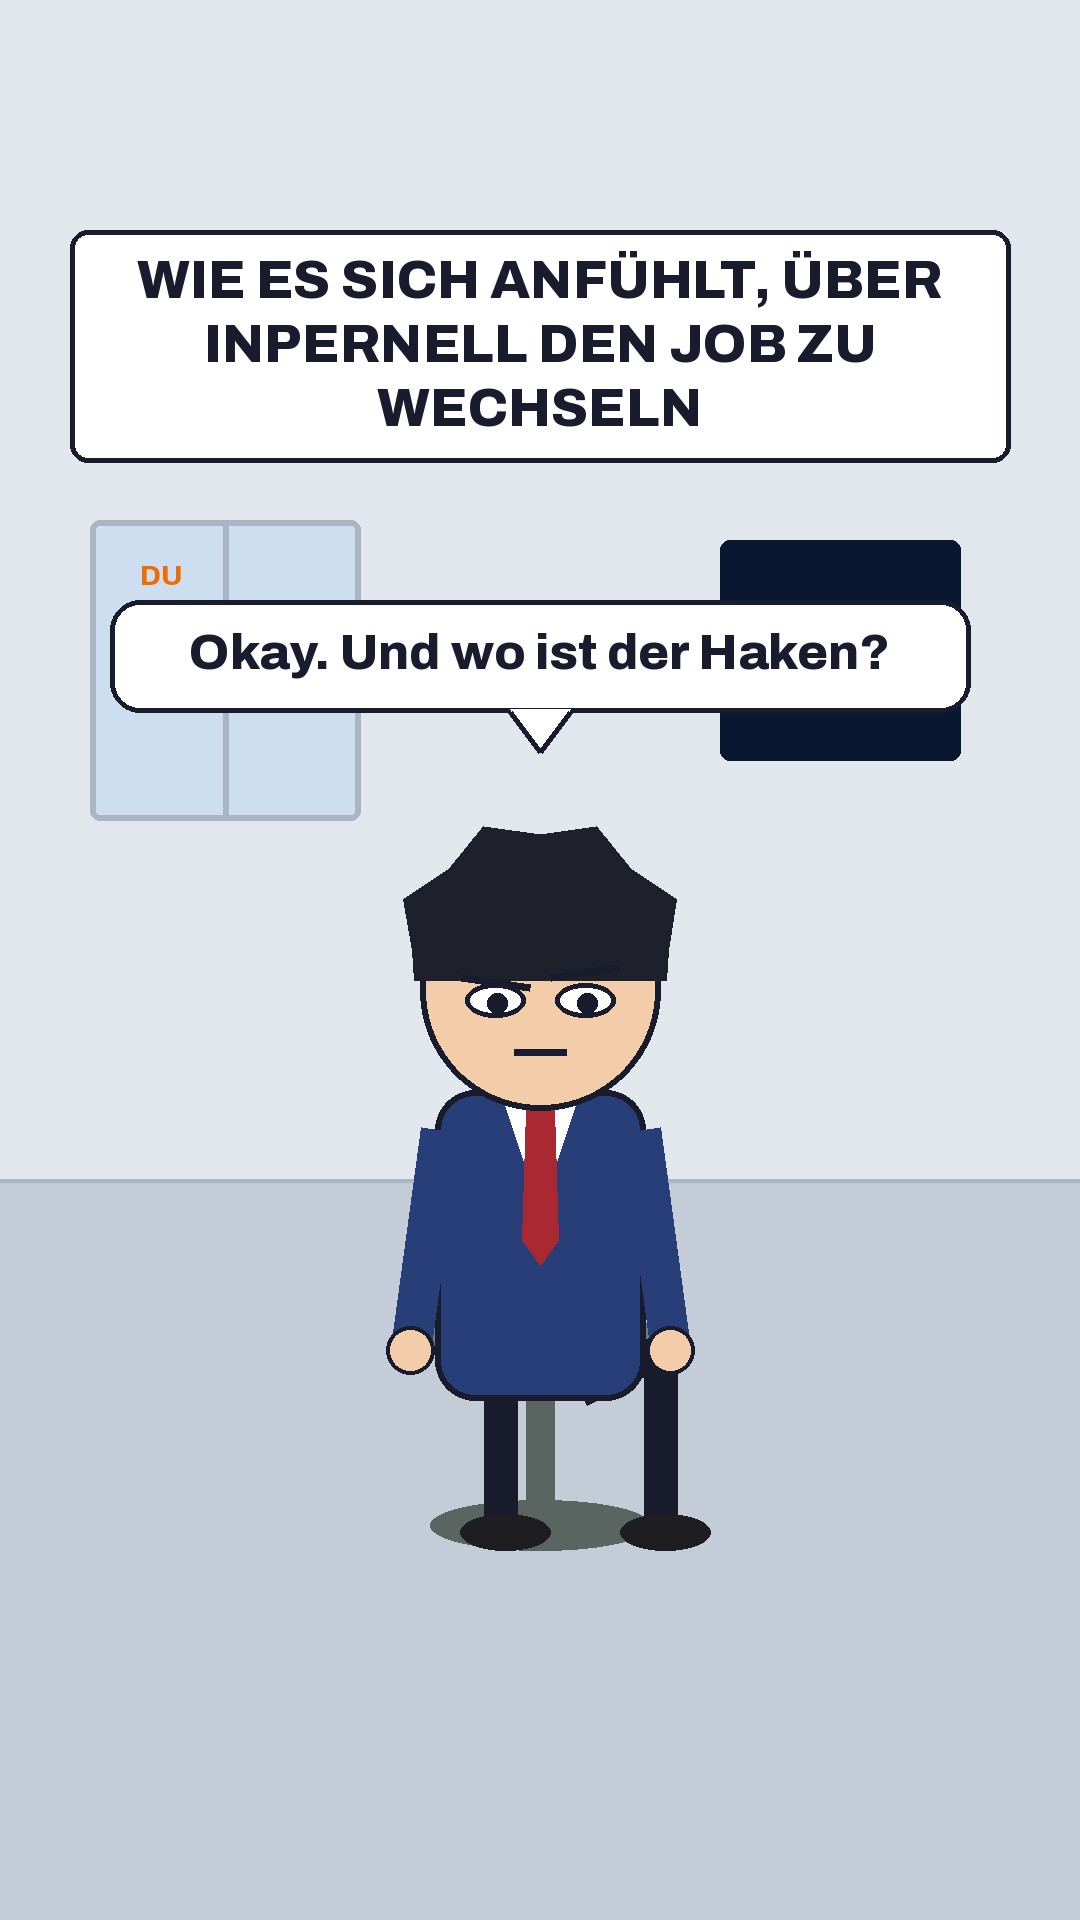 WIE ES SICH ANFÜHLT, ÜBER
INPERNELL DEN JOB ZU
WECHSELN
DU
Okay. Und wo ist der Haken?